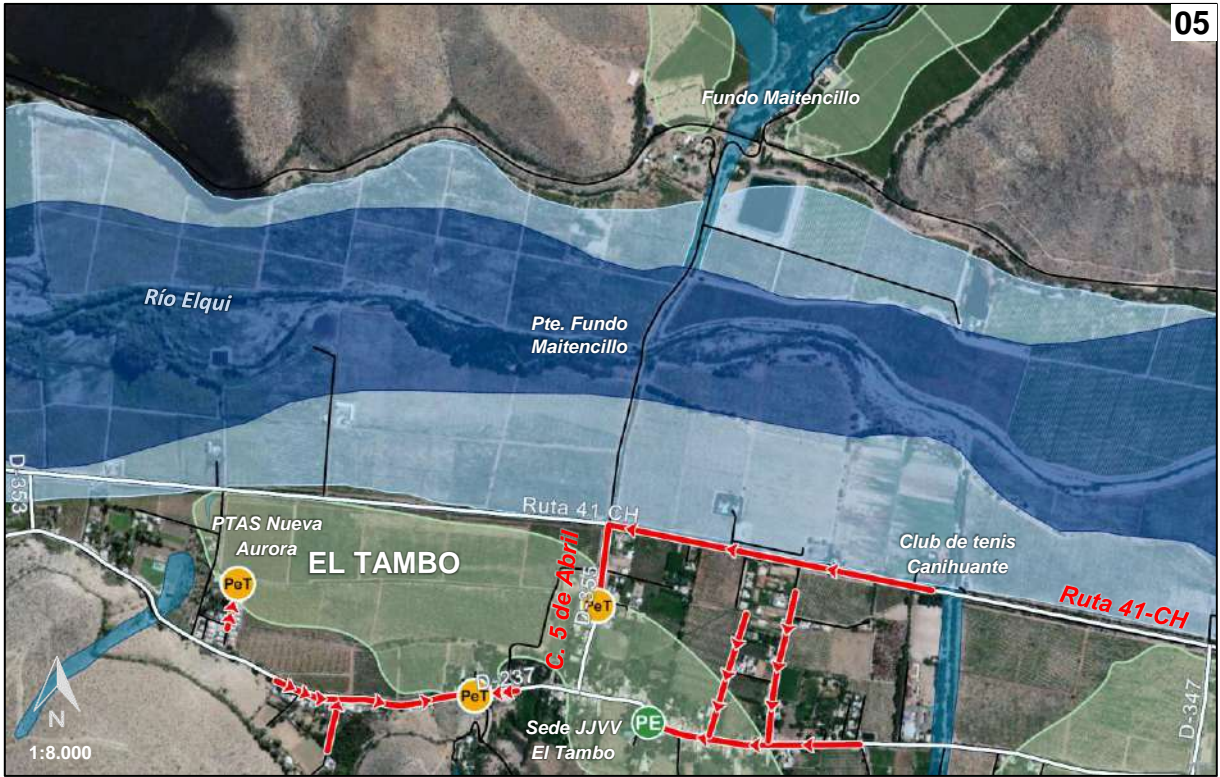 05
Fundo Maitencillo
Río Elqui
Pte. Fundo
Maitencillo
D-353
Ruta 41 CH
PTAS Nueva
Aurora
EL TAMBO
C. 5 de Abril
D-355
Club de tenis
Canihuante
Ruta 41-CH
PeT
PeT
D-237
PeT
D-347
Sede JJVV
El Tambo
PE
N
1:8.000